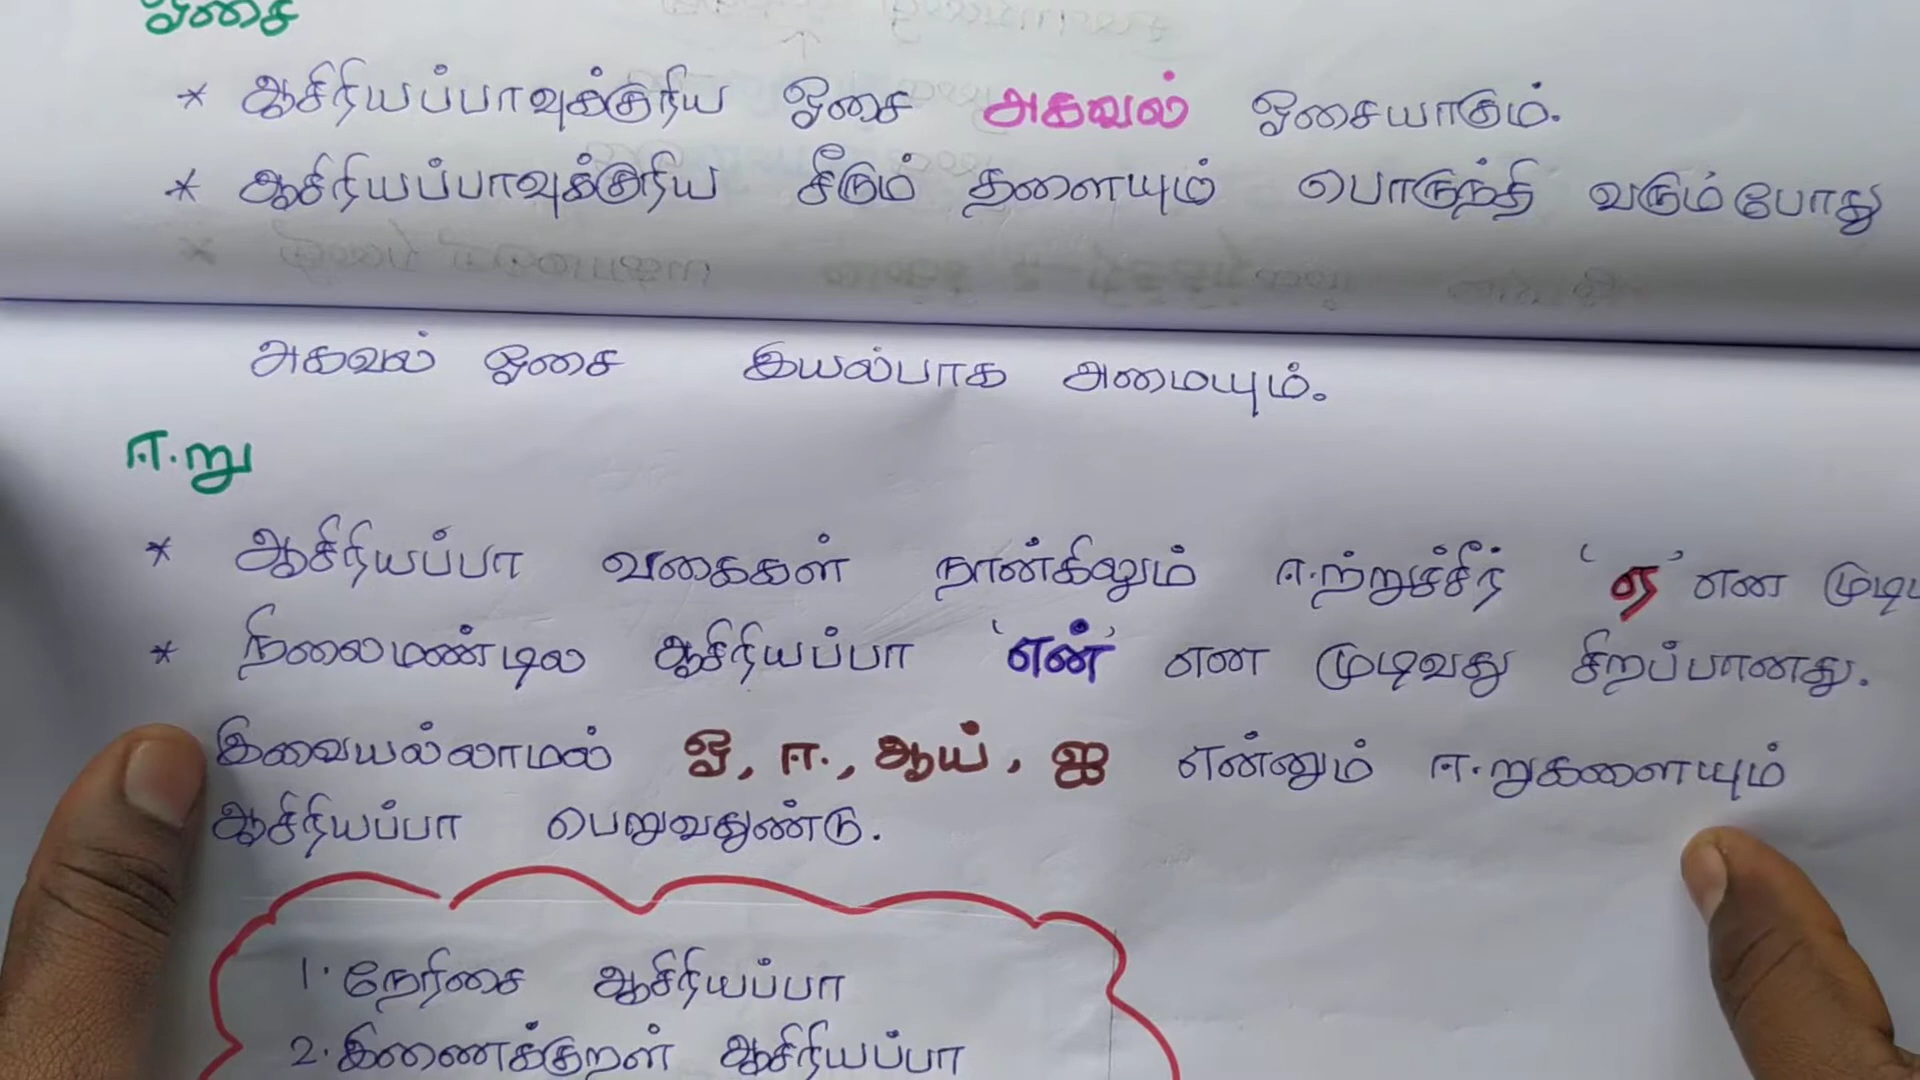 ஓசை
* ஆசிரியப்பாவுக்குரிய ஓசை அகவல் ஓசையாகும்.
* ஆசிரியப்பாவுக்குரிய சீரும் தளையும் பொருந்தி வரும்போது
அகவல் ஓசை இயல்பாக அமையும்.
ஈறு
* ஆசிரியப்பா வகைகள் நான்கிலும் ஈற்றுச்சீர் 'ஏ' என
* நிலைமண்டில ஆசிரியப்பா 'என்' என முடிவது சிறப்பானது.
இவையல்லாமல் ஓ, ஈ, ஆய், ஐ என்னும் ஈறுகளையும்
ஆசிரியப்பா பெறுவதுண்டு.
1. நேரிசை ஆசிரியப்பா
2. இணைக்குறள் ஆசிரியப்பா